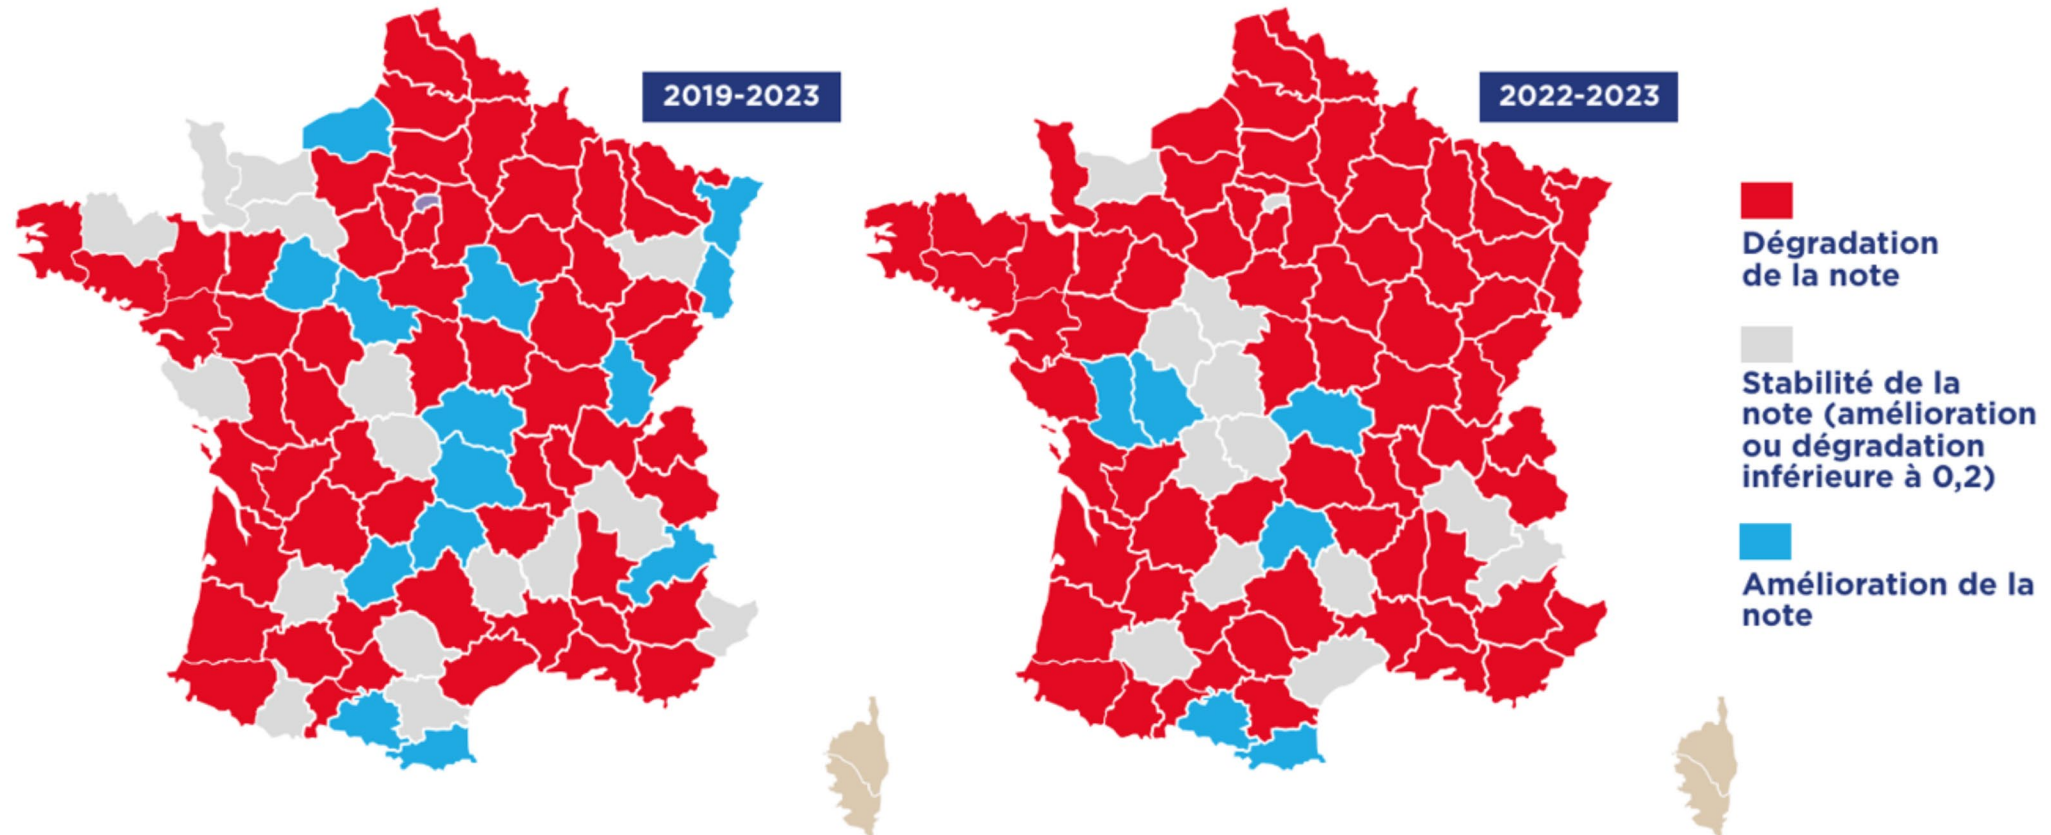 2019-2023
2022-2023
Dégradation
de la note
Stabilité de la
note (amélioration
ou dégradation
inférieure à 0,2)
Amélioration de la
note